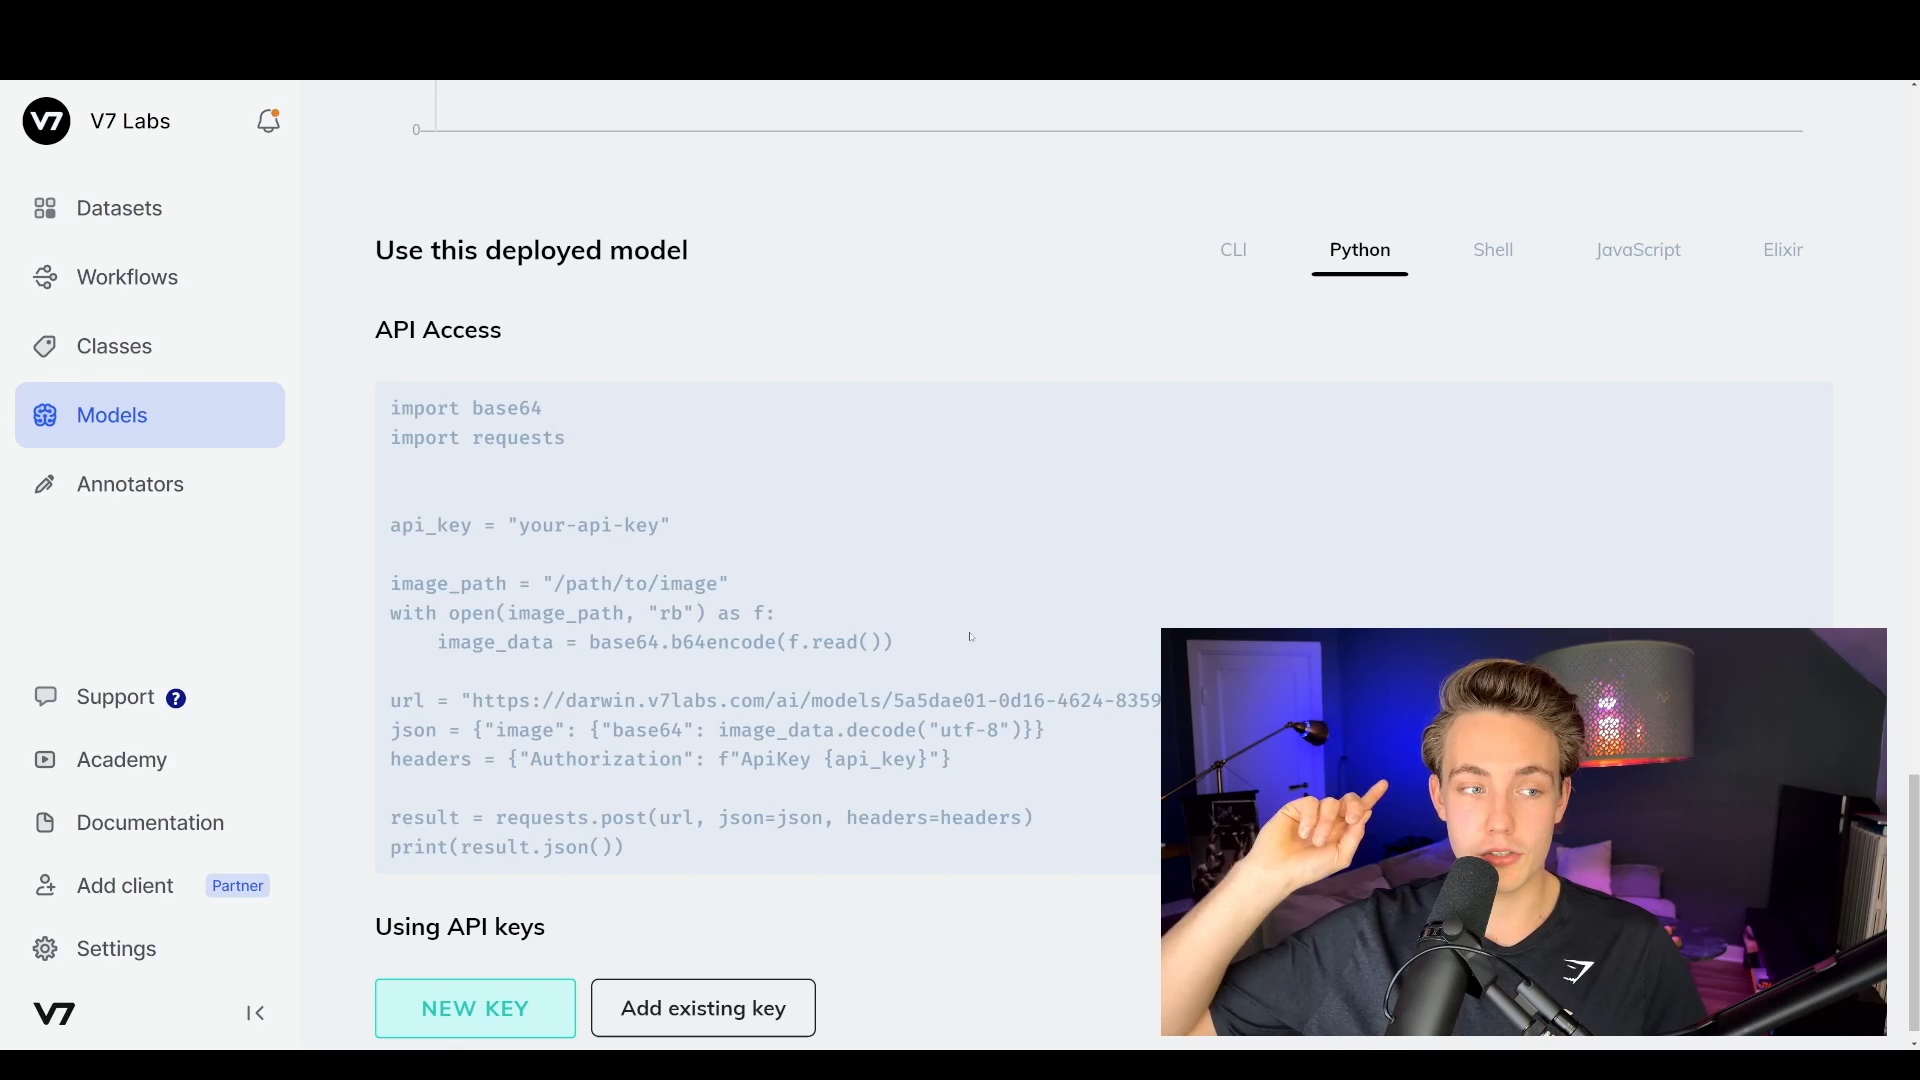 V7 V7 Labs
Datasets
Workflows
Classes
Models
Annotators
Support ?
Academy
Documentation
Add client Partner
Settings
V7
0
Use this deployed model
CLI Python Shell JavaScript Elixir
API Access
import base64
import requests
api_key = "your-api-key"
image_path = "/path/to/image"
with open(image_path, "rb") as f:
image_data = base64.b64encode(f.read())
url = "https://darwin.v7labs.com/ai/models/5a5dae01-0d16-4624-8359
json = {"image": {"base64": image_data.decode("utf-8")}}
headers = {"Authorization": f"ApiKey {api_key}"}
result = requests.post(url, json=json, headers=headers)
print(result.json())
Using API keys
NEW KEY Add existing key